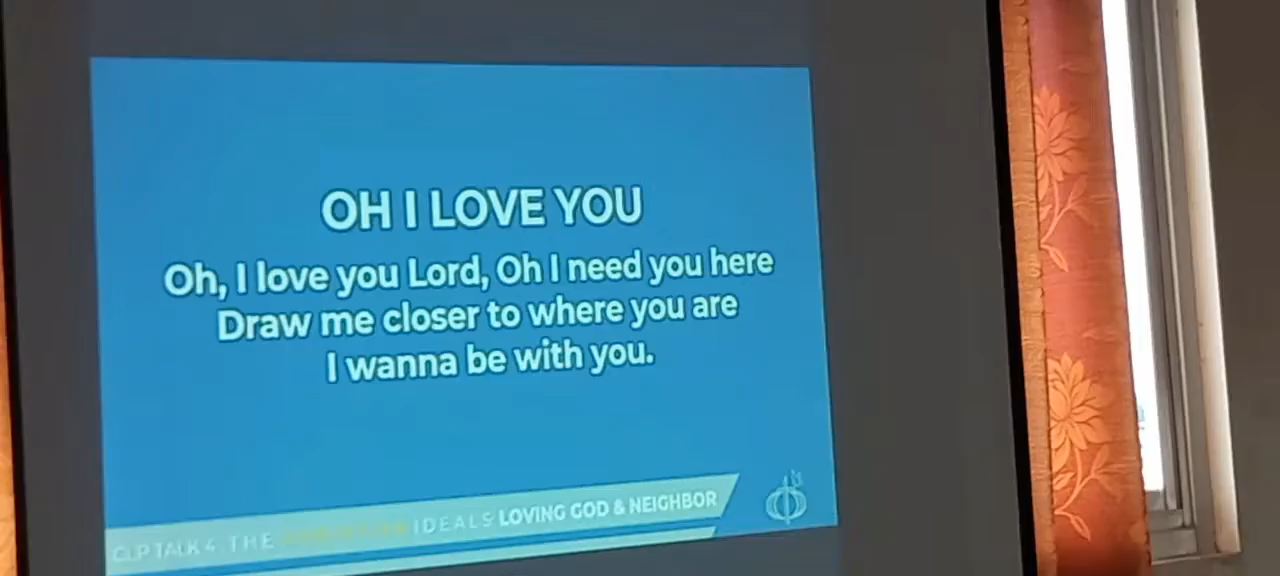 OH I LOVE YOU
Oh, I love you Lord, Oh I need you here
Draw me closer to where you are
I wanna be with you.
CLP TALK 4 THE IDEALS: LOVING GOD & NEIGHBOR